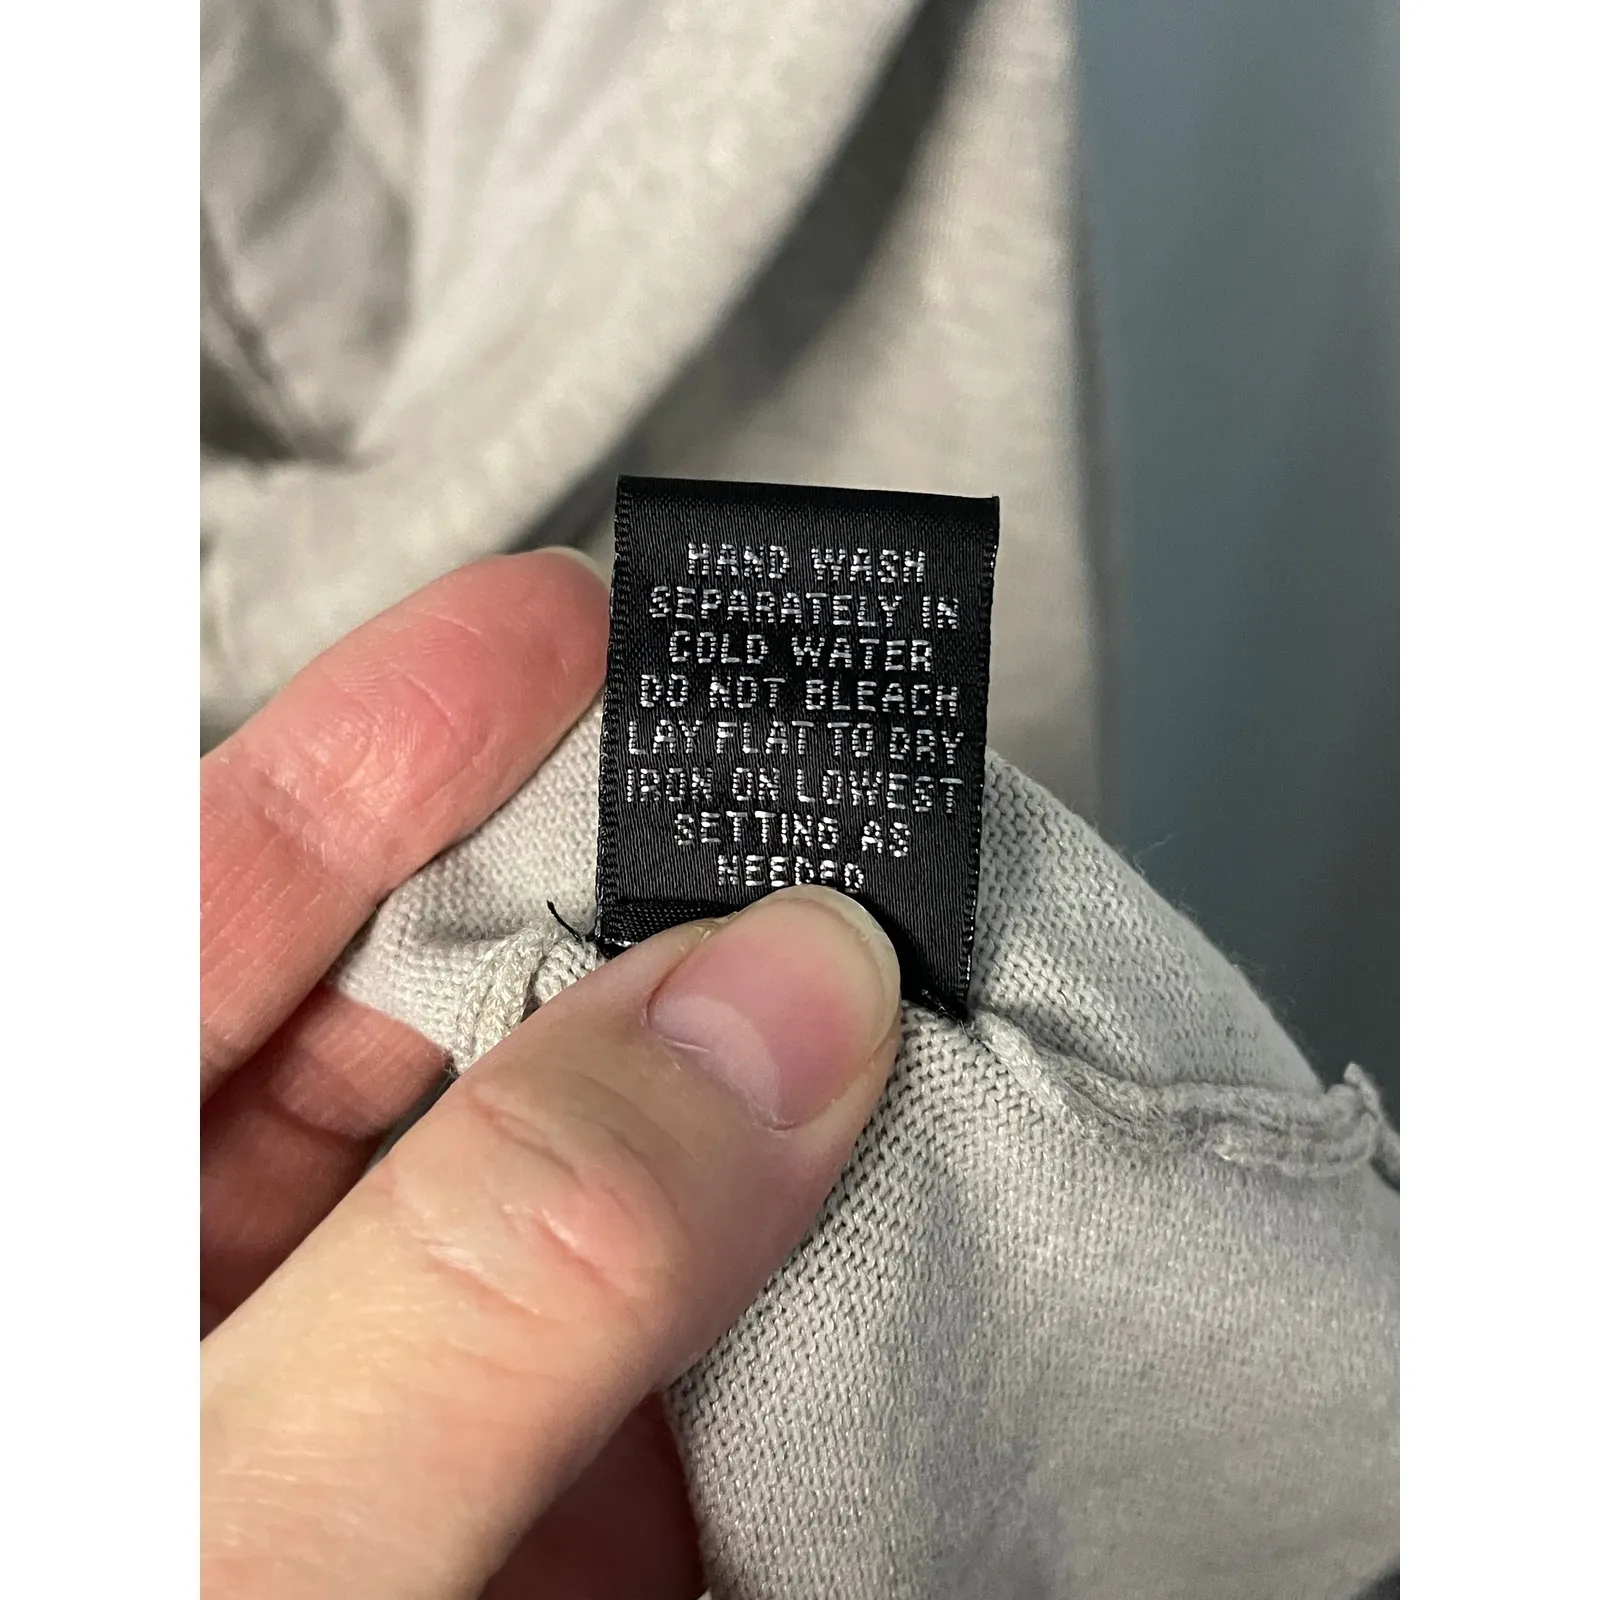 HAND WASH
SEPARATELY IN
COLD WATER
DO NOT BLEACH
LAY FLAT TO DRY
IRON ON LOWEST
SETTING AS
NEEDED